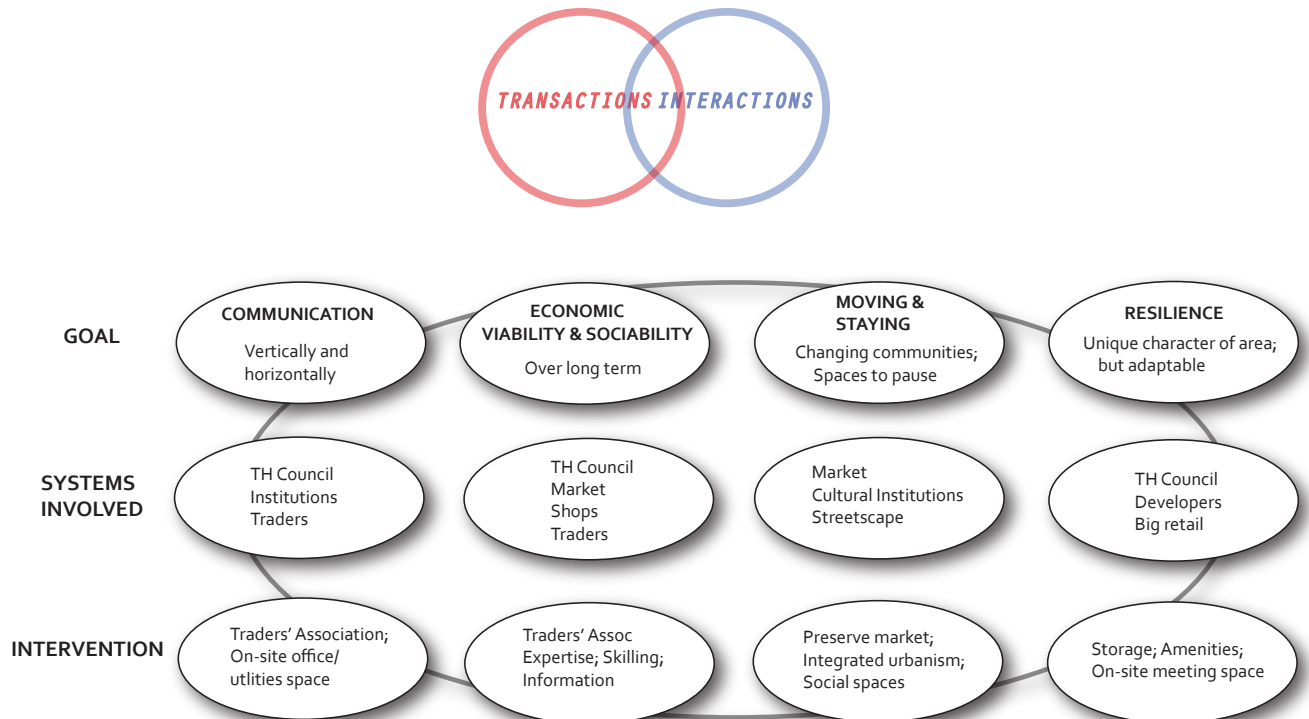 TRANSACTIONS INTERACTIONS
GOAL
COMMUNICATION
Vertically and
horizontally
ECONOMIC
VIABILITY & SOCIABILITY
Over long term
MOVING &
STAYING
Changing communities;
Spaces to pause
RESILIENCE
Unique character of area;
but adaptable
SYSTEMS
INVOLVED
TH Council
Institutions
Traders
TH Council
Market
Shops
Traders
Market
Cultural Institutions
Streetscape
TH Council
Developers
Big retail
INTERVENTION
Traders' Association;
On-site office/
utlities space
Traders' Assoc
Expertise; Skilling;
Information
Preserve market;
Integrated urbanism;
Social spaces
Storage; Amenities;
On-site meeting space